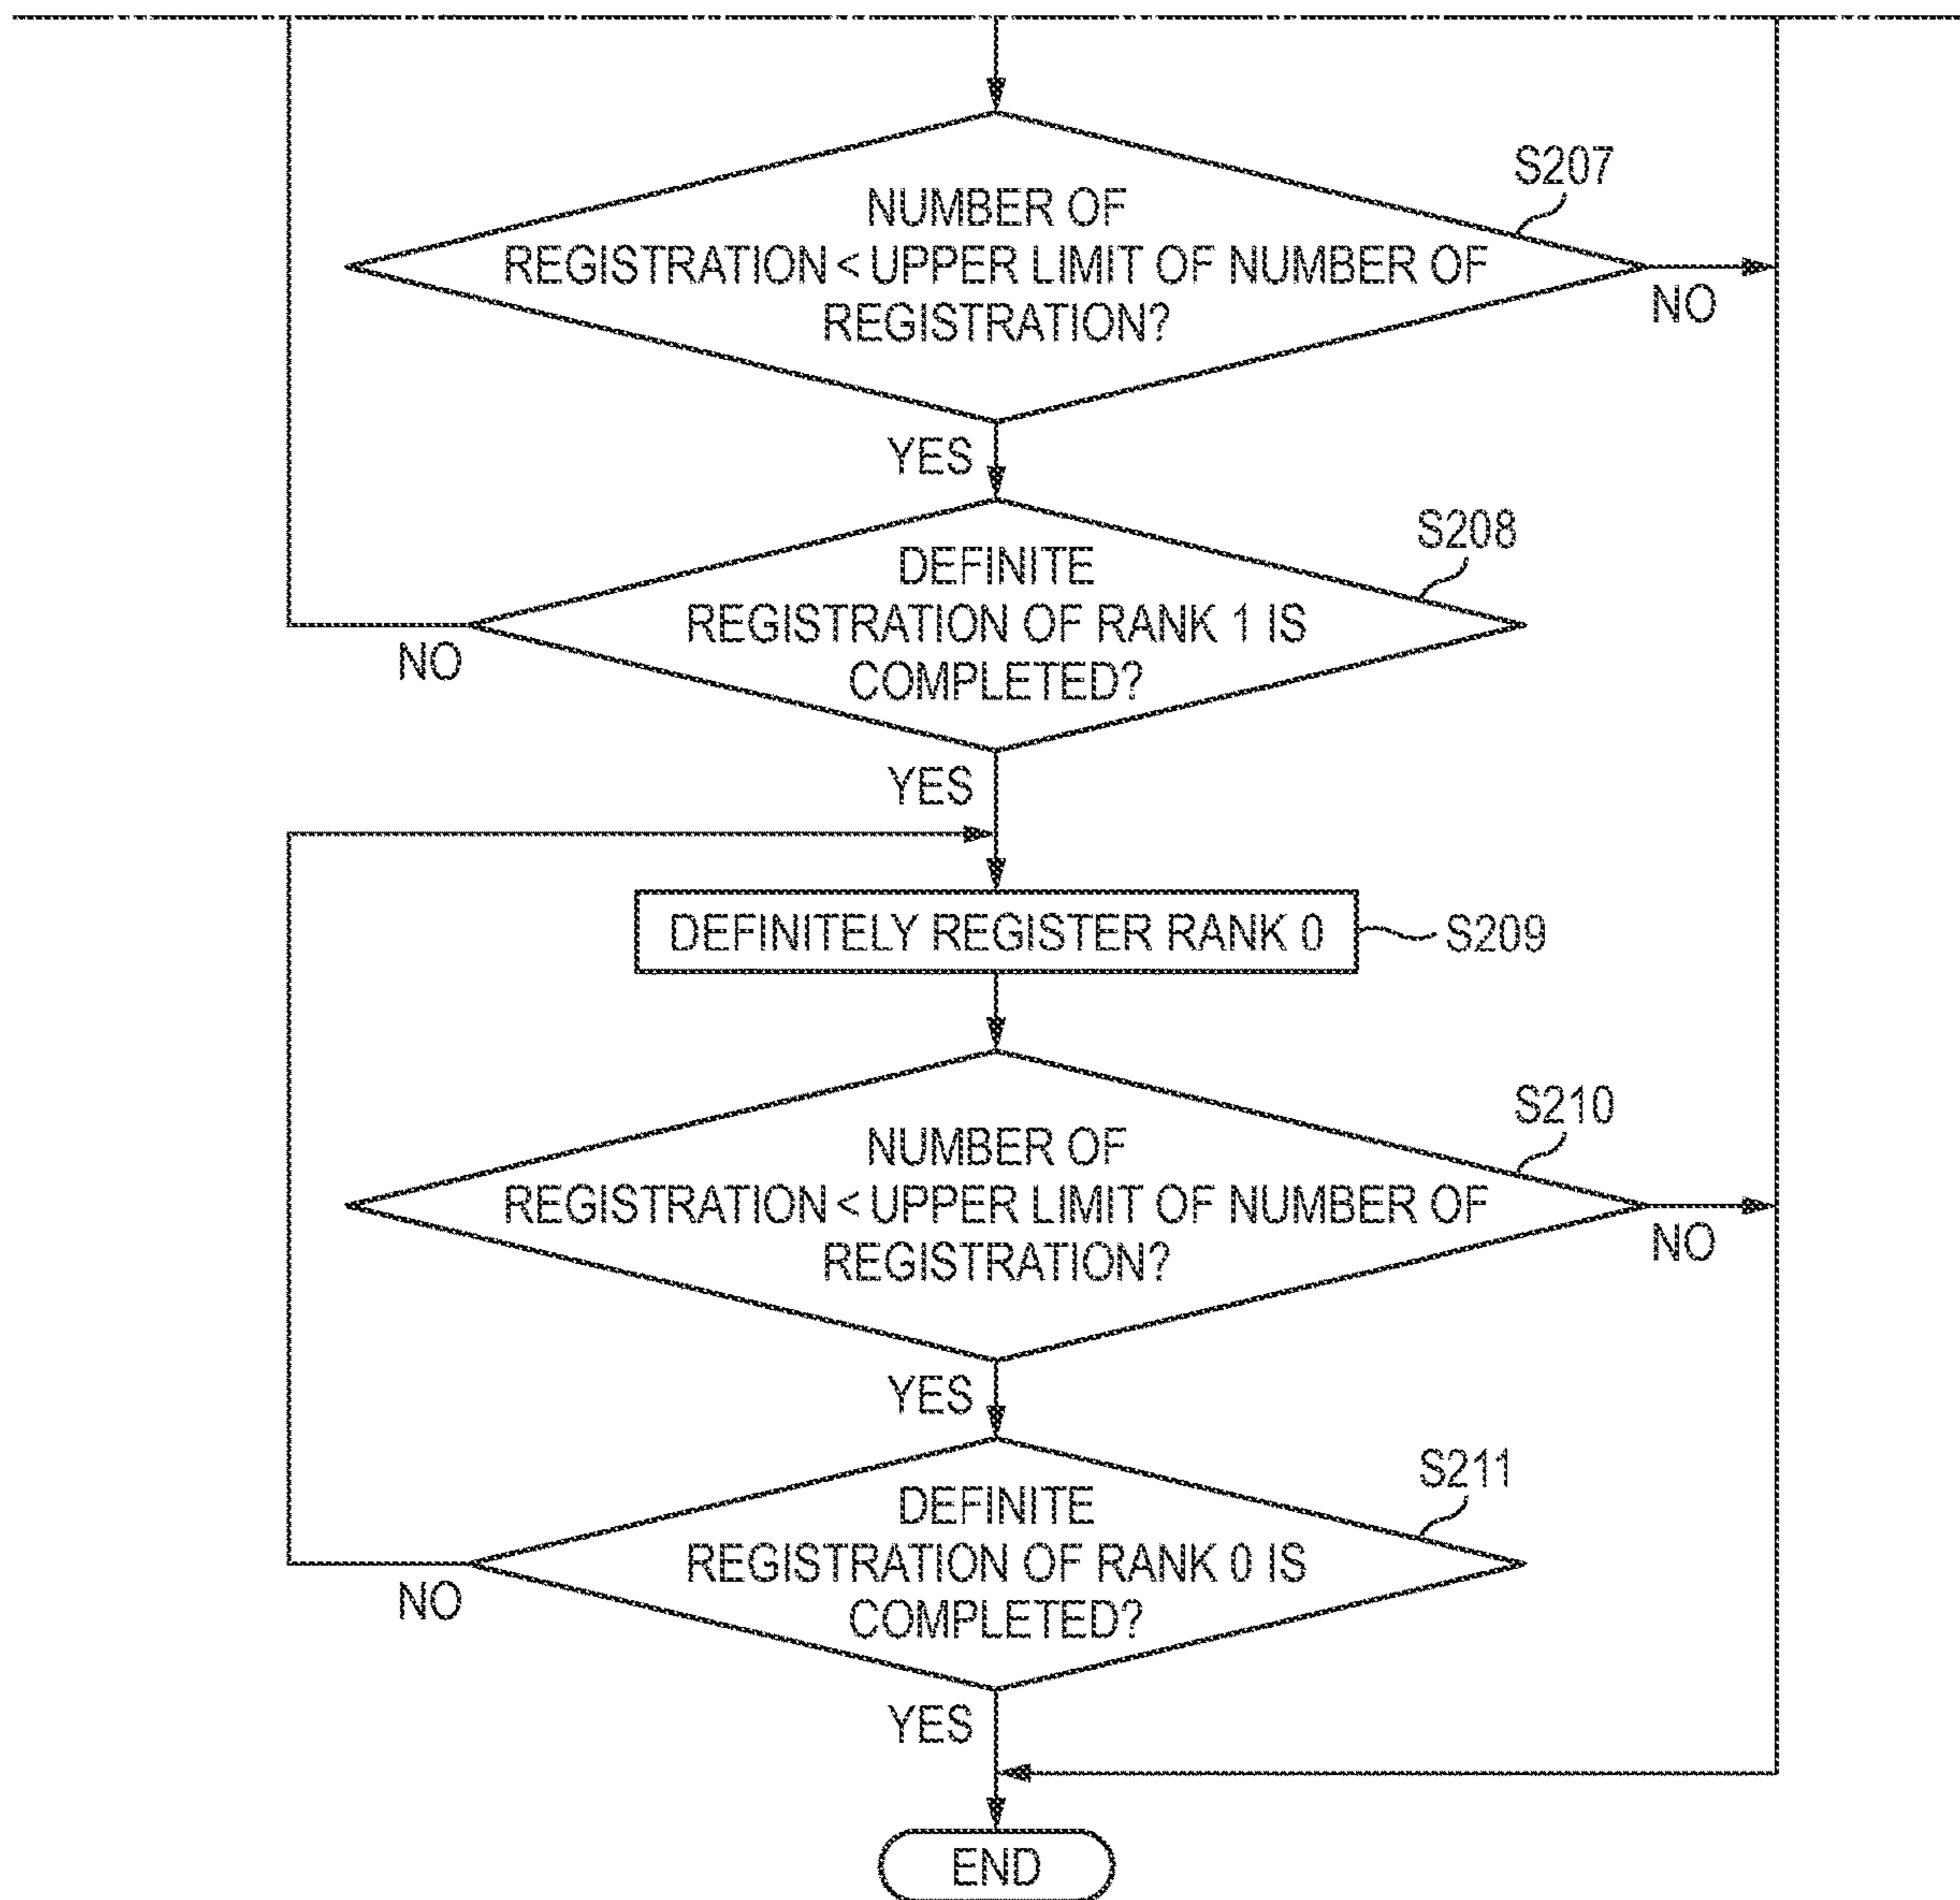 S207
NUMBER OF
REGISTRATION < UPPER LIMIT OF NUMBER OF
REGISTRATION?
NO
YES
S208
DEFINITE
REGISTRATION OF RANK 1 IS
COMPLETED?
NO
YES
DEFINITELY REGISTER RANK 0
S209
S210
NUMBER OF
REGISTRATION < UPPER LIMIT OF NUMBER OF
REGISTRATION?
NO
YES
S211
DEFINITE
REGISTRATION OF RANK 0 IS
COMPLETED?
NO
YES
END